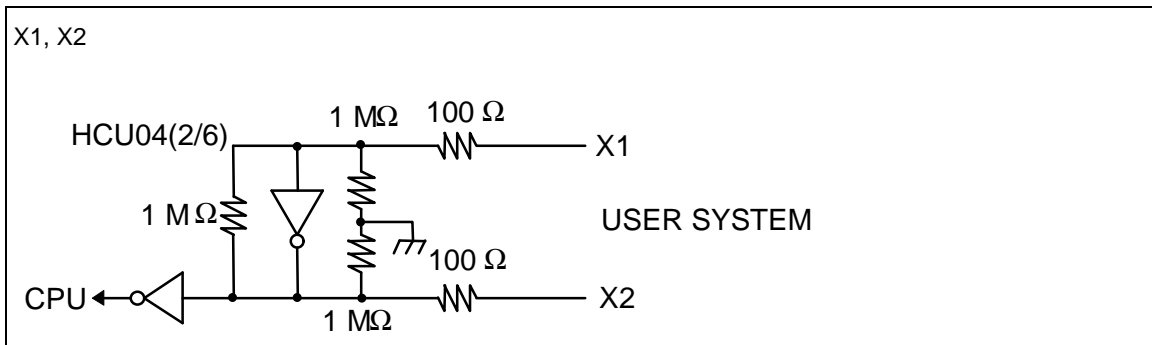 X1, X2
1 MΩ 100 Ω
HCU04(2/6)
X1
1 MΩ
USER SYSTEM
100 Ω
CPU
X2
1 MΩ